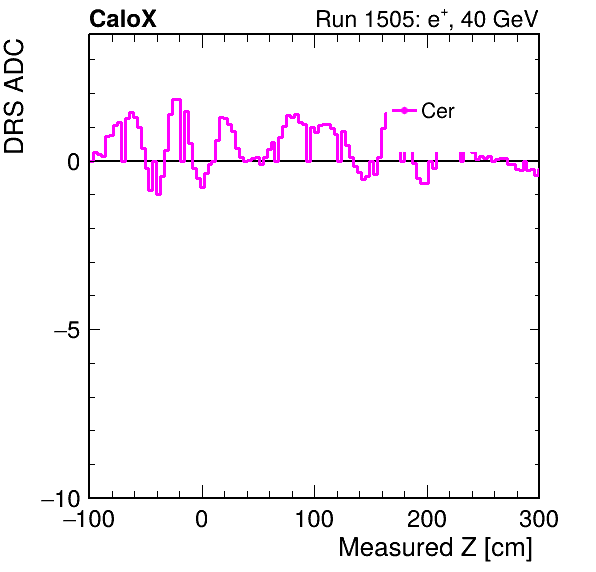 CaloX
Run 1505: e⁺, 40 GeV
DRS ADC
Cer
0
−5
−10
−100 0 100 200 300
Measured Z [cm]